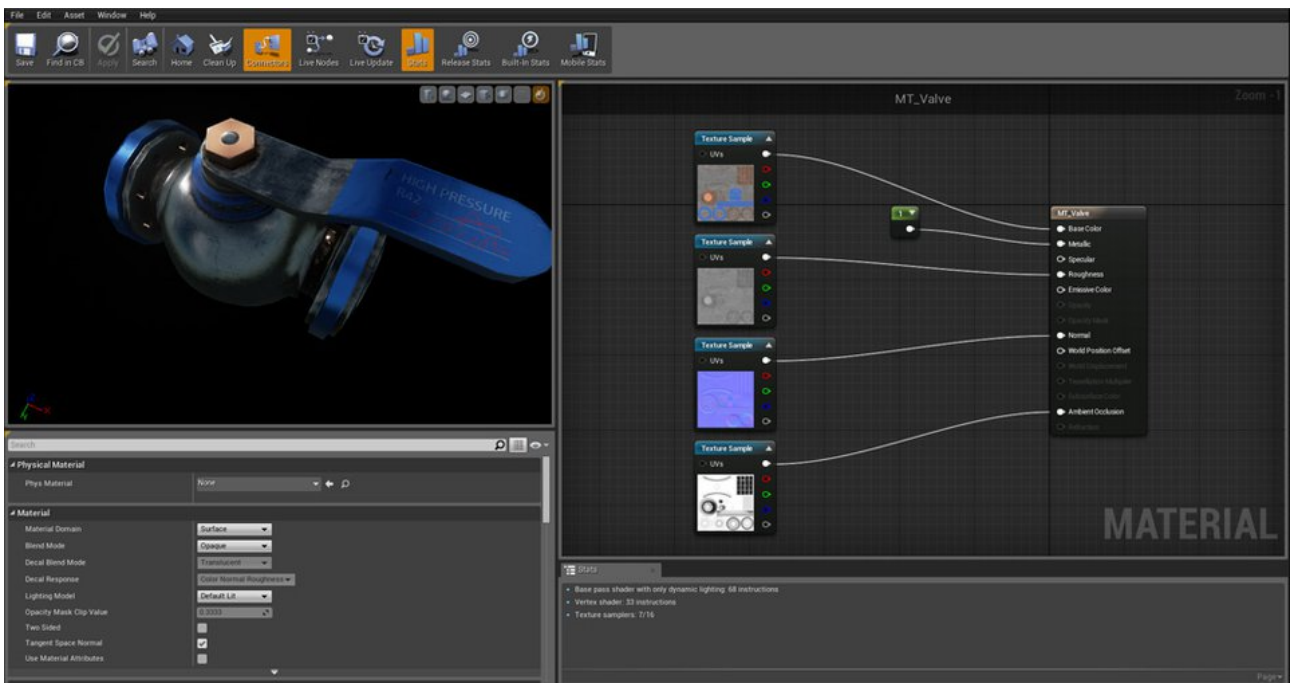 File Edit Asset Window Help
Save Find in CB Apply Search Home Clean Up Connectors Live Nodes Live Update Stats Release Stats Built-In Stats Mobile Stats
MT_Valve
Zoom -1
HIGH PRESSURE
R42
Texture Sample
UVs
1
Texture Sample
UVs
Texture Sample
UVs
Texture Sample
UVs
MT_Valve
Base Color
Metallic
Specular
Roughness
Emissive Color
Opacity
Opacity Mask
Normal
World Position Offset
World Displacement
Tessellation Multiplier
Subsurface Color
Ambient Occlusion
Refraction
MATERIAL
Search
Physical Material
Phys Material None
Material
Material Domain Surface
Blend Mode Opaque
Decal Blend Mode Translucent
Decal Response Color Normal Roughness
Lighting Model Default Lit
Opacity Mask Clip Value 0.3333
Two Sided
Tangent Space Normal
Use Material Attributes
Stats
Base pass shader with only dynamic lighting: 68 instructions
Vertex shader: 33 instructions
Texture samplers: 7/16
Page